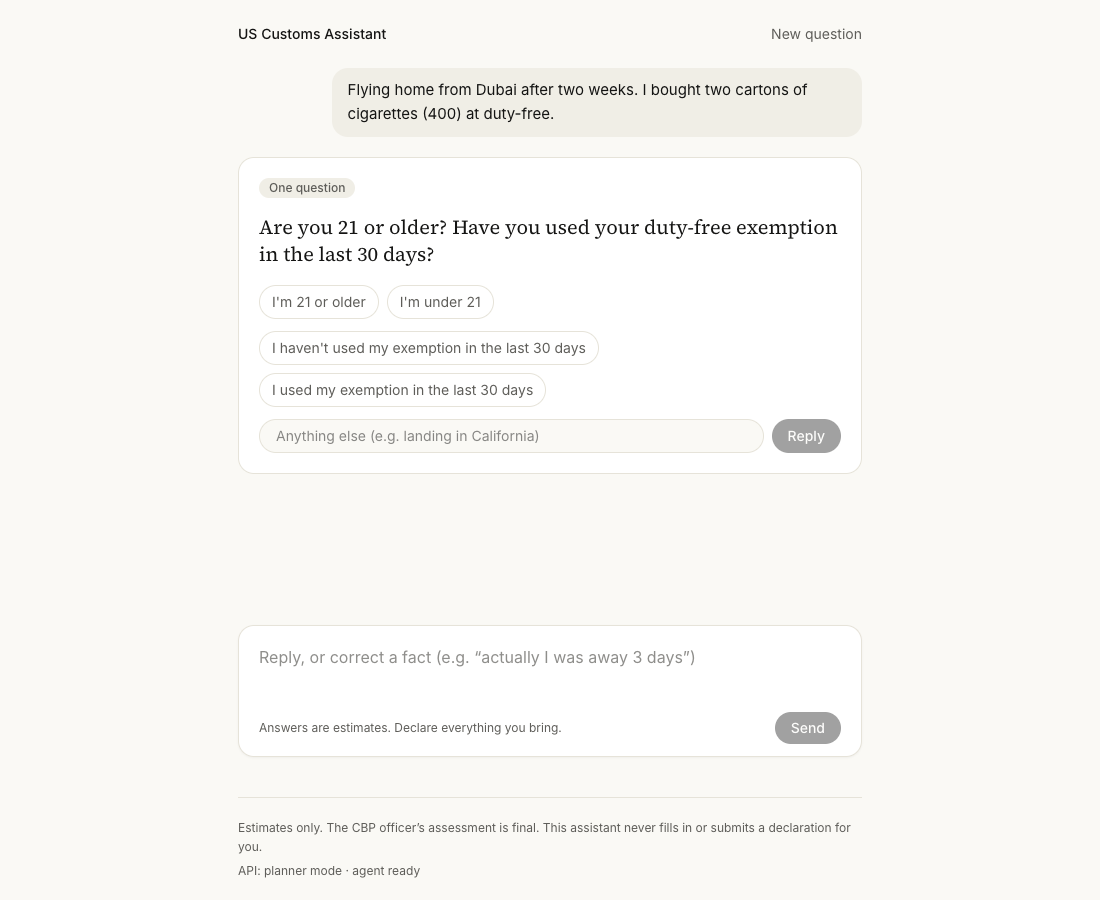 US Customs Assistant
New question
Flying home from Dubai after two weeks. I bought two cartons of
cigarettes (400) at duty-free.
One question
Are you 21 or older? Have you used your duty-free exemption
in the last 30 days?
I'm 21 or older
I'm under 21
I haven't used my exemption in the last 30 days
I used my exemption in the last 30 days
Anything else (e.g. landing in California)
Reply
Reply, or correct a fact (e.g. “actually I was away 3 days”)
Answers are estimates. Declare everything you bring.
Send
Estimates only. The CBP officer’s assessment is final. This assistant never fills in or submits a declaration for
you.
API: planner mode · agent ready